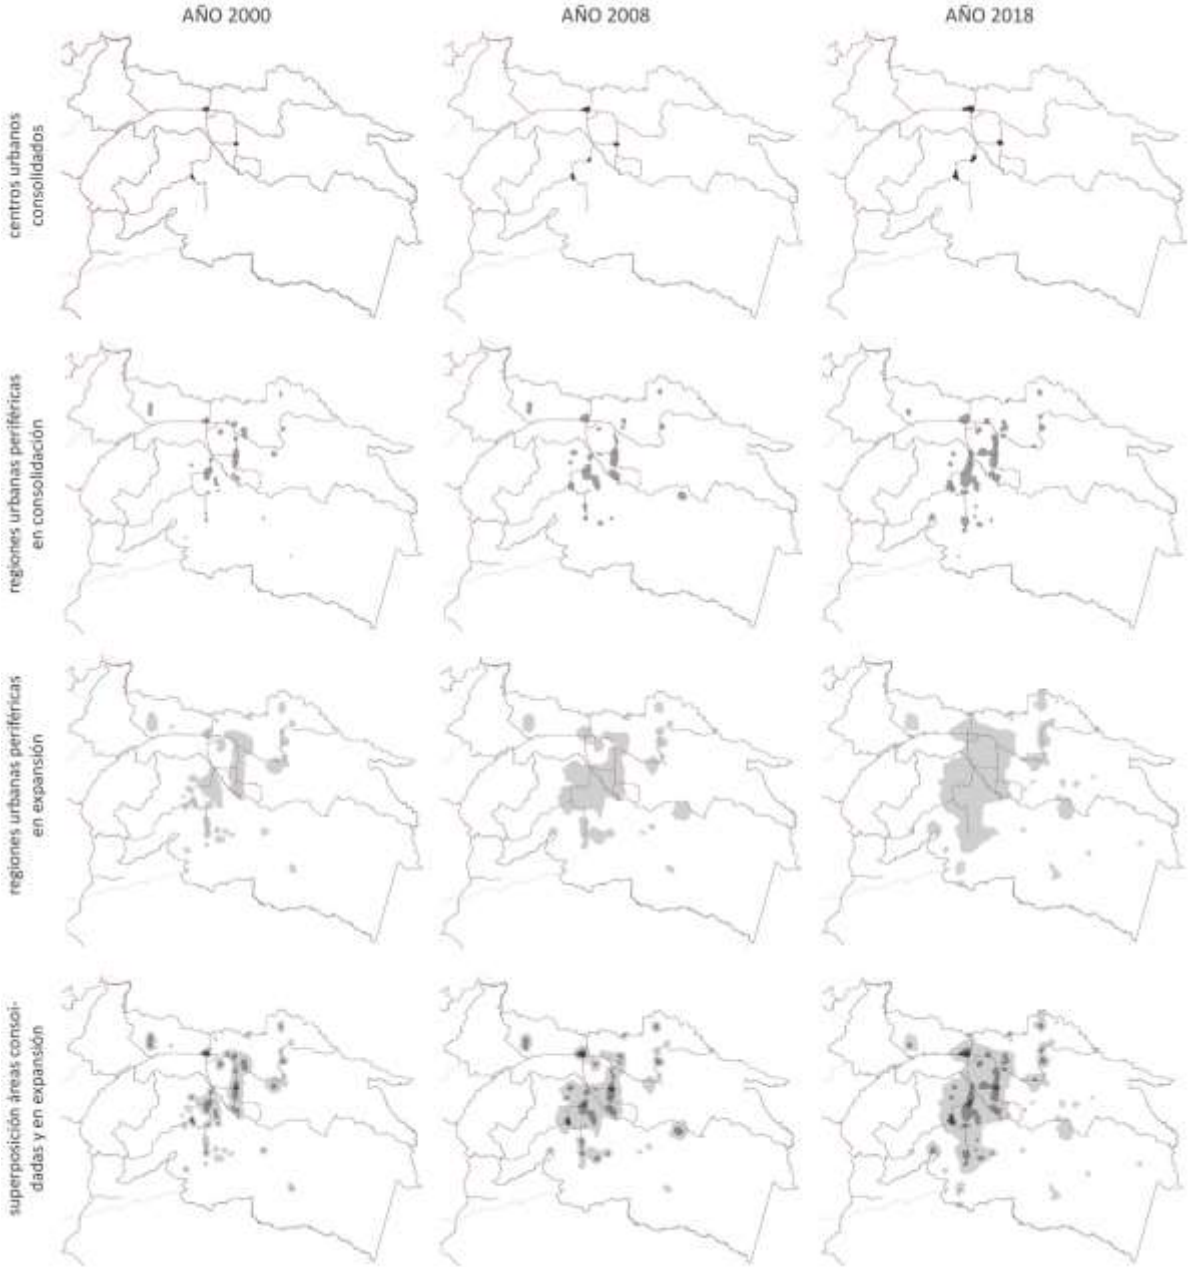 AÑO 2000
AÑO 2008
AÑO 2018
centros urbanos
consolidados
regiones urbanas periféricas
en consolidación
regiones urbanas periféricas
en expansión
superposición áreas consoi-
dadas y en expansión